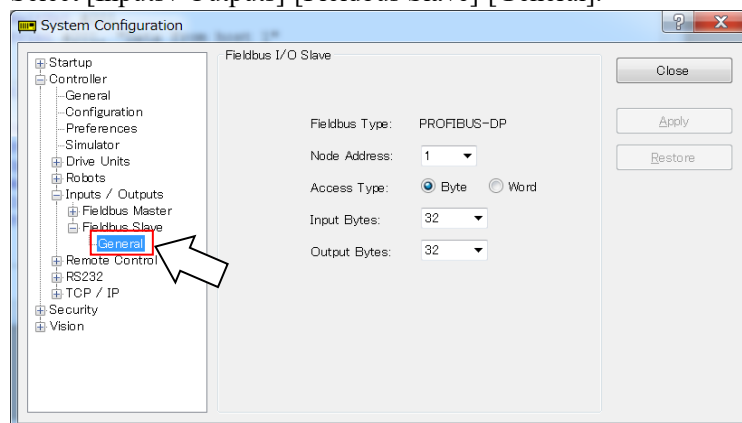 Select [Inputs / Outputs]-[Fieldbus Slave]-[General].
System Configuration
Startup
Controller
General
Configuration
Preferences
Simulator
Drive Units
Robots
Inputs / Outputs
Fieldbus Master
Fieldbus Slave
General
Remote Control
RS232
TCP / IP
Security
Vision
Fieldbus I/O Slave
Fieldbus Type: PROFIBUS-DP
Node Address: 1
Access Type: Byte Word
Input Bytes: 32
Output Bytes: 32
Close
Apply
Restore